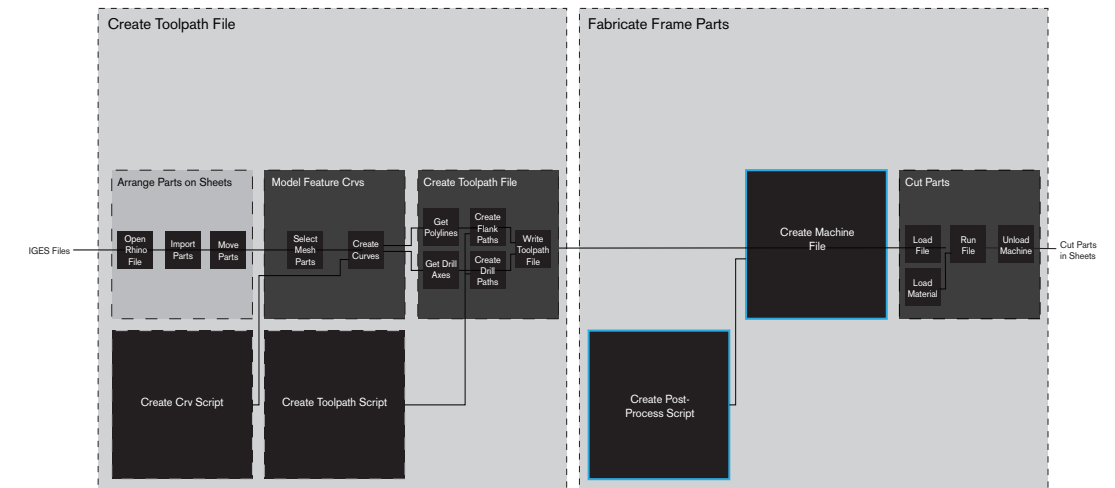 Create Toolpath File
Fabricate Frame Parts
Arrange Parts on Sheets
Model Feature Crvs
Create Toolpath File
Cut Parts
IGES Files
Open
Rhino
File
Import
Parts
Move
Parts
Select
Mesh
Parts
Create
Curves
Get
Polylines
Get Drill
Axes
Create
Flank
Paths
Create
Drill
Paths
Write
Toolpath
File
Create Machine
File
Load
File
Load
Material
Run
File
Unload
Machine
Cut Parts
in Sheets
Create Crv Script
Create Toolpath Script
Create Post-
Process Script